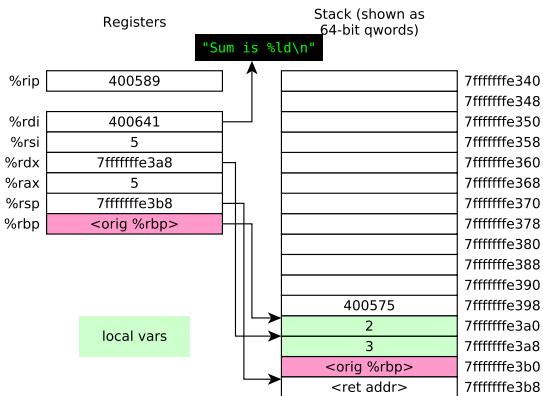 Registers
Stack (shown as
64-bit qwords)
"Sum is %ld\n"
%rip 400589
%rdi 400641
%rsi 5
%rdx 7fffffffe3a8
%rax 5
%rsp 7fffffffe3b8
%rbp <orig %rbp>
local vars
7fffffffe340
7fffffffe348
7fffffffe350
7fffffffe358
7fffffffe360
7fffffffe368
7fffffffe370
7fffffffe378
7fffffffe380
7fffffffe388
7fffffffe390
400575 7fffffffe398
2 7fffffffe3a0
3 7fffffffe3a8
<orig %rbp> 7fffffffe3b0
<ret addr> 7fffffffe3b8